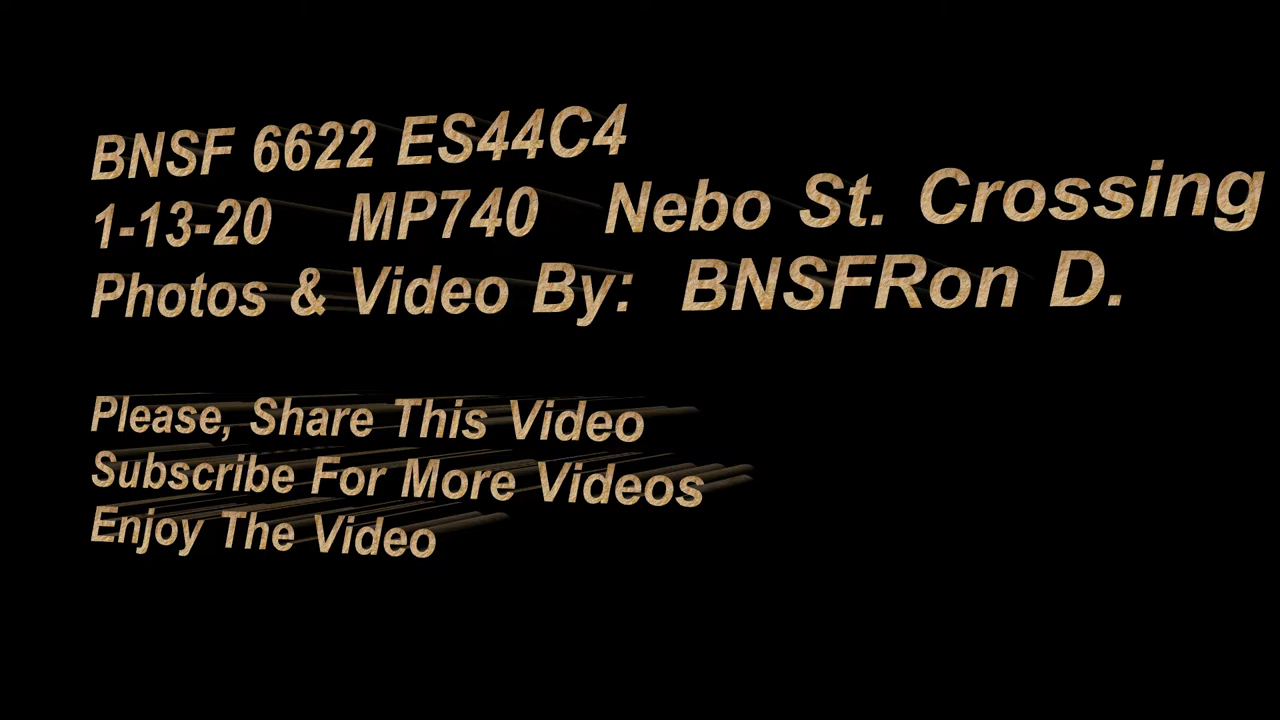 BNSF 6622 ES44C4
1-13-20 MP740 Nebo St. Crossing
Photos & Video By: BNSFRon D.
Please, Share This Video
Subscribe For More Videos
Enjoy The Video